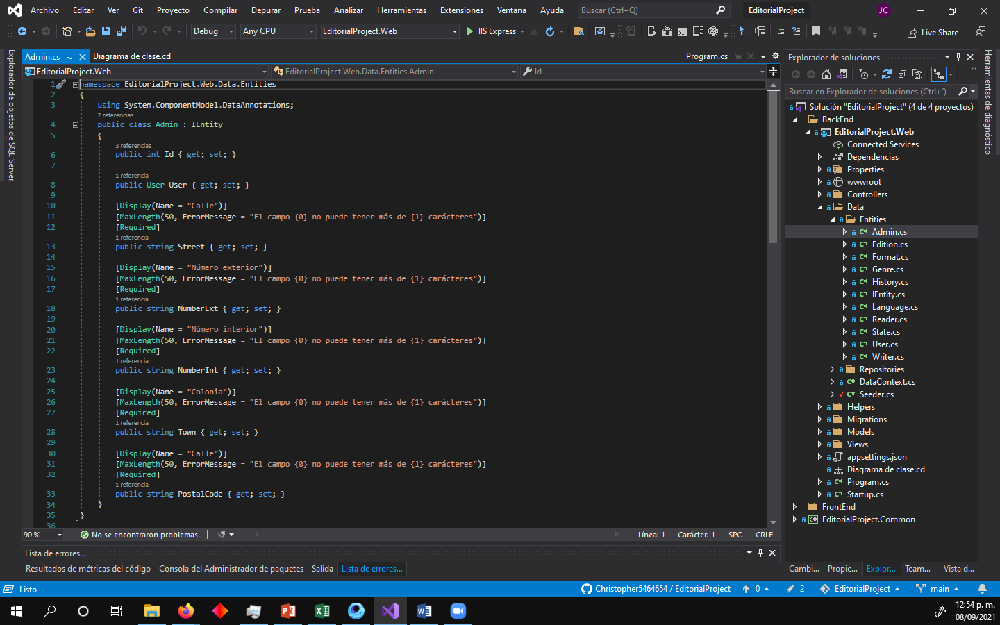 Archivo Editar Ver Git Proyecto Compilar Depurar Prueba Analizar Herramientas Extensiones Ventana Ayuda Buscar (Ctrl+Q) EditorialProject JC
Debug Any CPU EditorialProject.Web IIS Express Live Share
Explorador de objetos de SQL Server
Admin.cs Diagrama de clase.cd Program.cs
EditorialProject.Web EditorialProject.Web.Data.Entities.Admin Id
1 namespace EditorialProject.Web.Data.Entities
2 {
3 using System.ComponentModel.DataAnnotations;
2 referencias
4 public class Admin : IEntity
5 {
3 referencias
6 public int Id { get; set; }
7
1 referencia
8 public User User { get; set; }
9
10 [Display(Name = "Calle")]
11 [MaxLength(50, ErrorMessage = "El campo {0} no puede tener más de {1} carácteres")]
12 [Required]
1 referencia
13 public string Street { get; set; }
14
15 [Display(Name = "Número exterior")]
16 [MaxLength(50, ErrorMessage = "El campo {0} no puede tener más de {1} carácteres")]
17 [Required]
1 referencia
18 public string NumberExt { get; set; }
19
20 [Display(Name = "Número interior")]
21 [MaxLength(50, ErrorMessage = "El campo {0} no puede tener más de {1} carácteres")]
22 [Required]
1 referencia
23 public string NumberInt { get; set; }
24
25 [Display(Name = "Colonia")]
26 [MaxLength(50, ErrorMessage = "El campo {0} no puede tener más de {1} carácteres")]
27 [Required]
1 referencia
28 public string Town { get; set; }
29
30 [Display(Name = "Calle")]
31 [MaxLength(50, ErrorMessage = "El campo {0} no puede tener más de {1} carácteres")]
32 [Required]
1 referencia
33 public string PostalCode { get; set; }
34 }
35 }
36
90 % No se encontraron problemas. Línea: 1 Carácter: 1 SPC CRLF
Lista de errores...
Resultados de métricas del código Consola del Administrador de paquetes Salida Lista de errores...
Explorador de soluciones
Buscar en Explorador de soluciones (Ctrl+´)
Solución "EditorialProject" (4 de 4 proyectos)
BackEnd
EditorialProject.Web
Connected Services
Dependencias
Properties
wwwroot
Controllers
Data
Entities
C# Admin.cs
C# Edition.cs
C# Format.cs
C# Genre.cs
C# History.cs
C# IEntity.cs
C# Language.cs
C# Reader.cs
C# State.cs
C# User.cs
C# Writer.cs
Repositories
C# DataContext.cs
C# Seeder.cs
Helpers
Migrations
Models
Views
appsettings.json
Diagrama de clase.cd
C# Program.cs
C# Startup.cs
FrontEnd
C# EditorialProject.Common
Cambi... Propie... Explor... Team... Vista d...
Herramientas de diagnóstico
Listo Christopher5464654 / EditorialProject 0 2 EditorialProject main
12:54 p. m.
08/09/2021